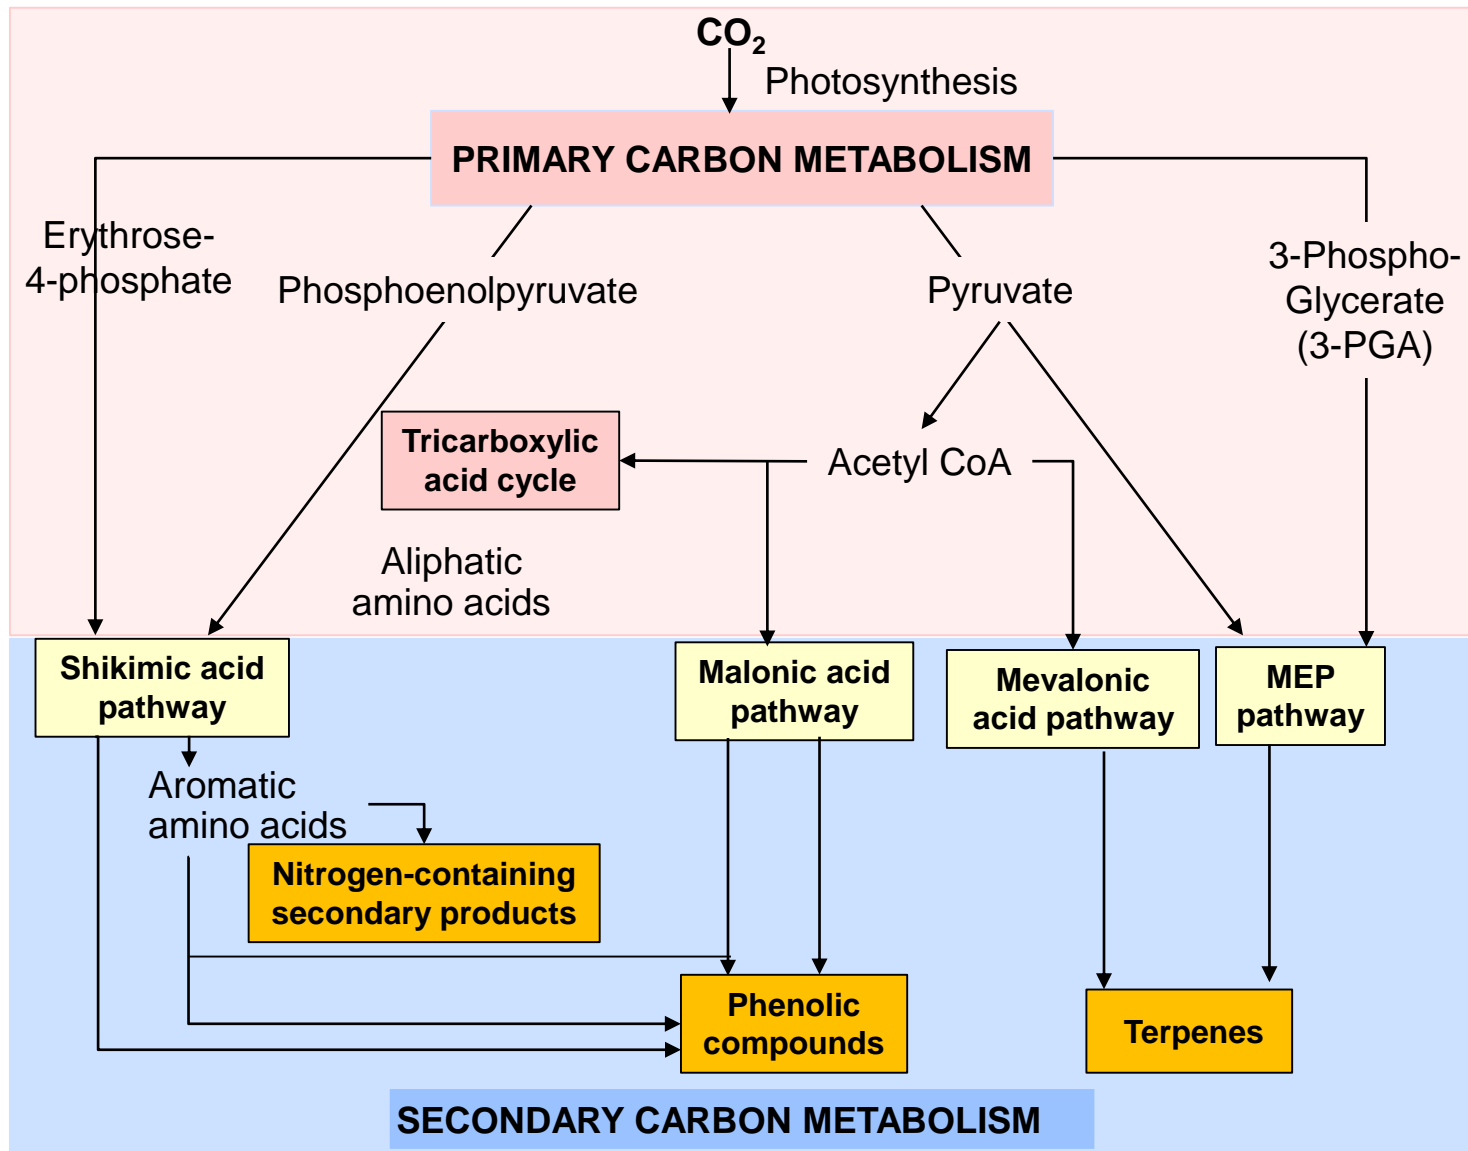 CO₂
Photosynthesis
PRIMARY CARBON METABOLISM
Erythrose-
4-phosphate
Phosphoenolpyruvate
Pyruvate
3-Phospho-
Glycerate
(3-PGA)
Tricarboxylic
acid cycle
Acetyl CoA
Aliphatic
amino acids
Shikimic acid
pathway
Malonic acid
pathway
Mevalonic
acid pathway
MEP
pathway
Aromatic
amino acids
Nitrogen-containing
secondary products
Phenolic
compounds
Terpenes
SECONDARY CARBON METABOLISM